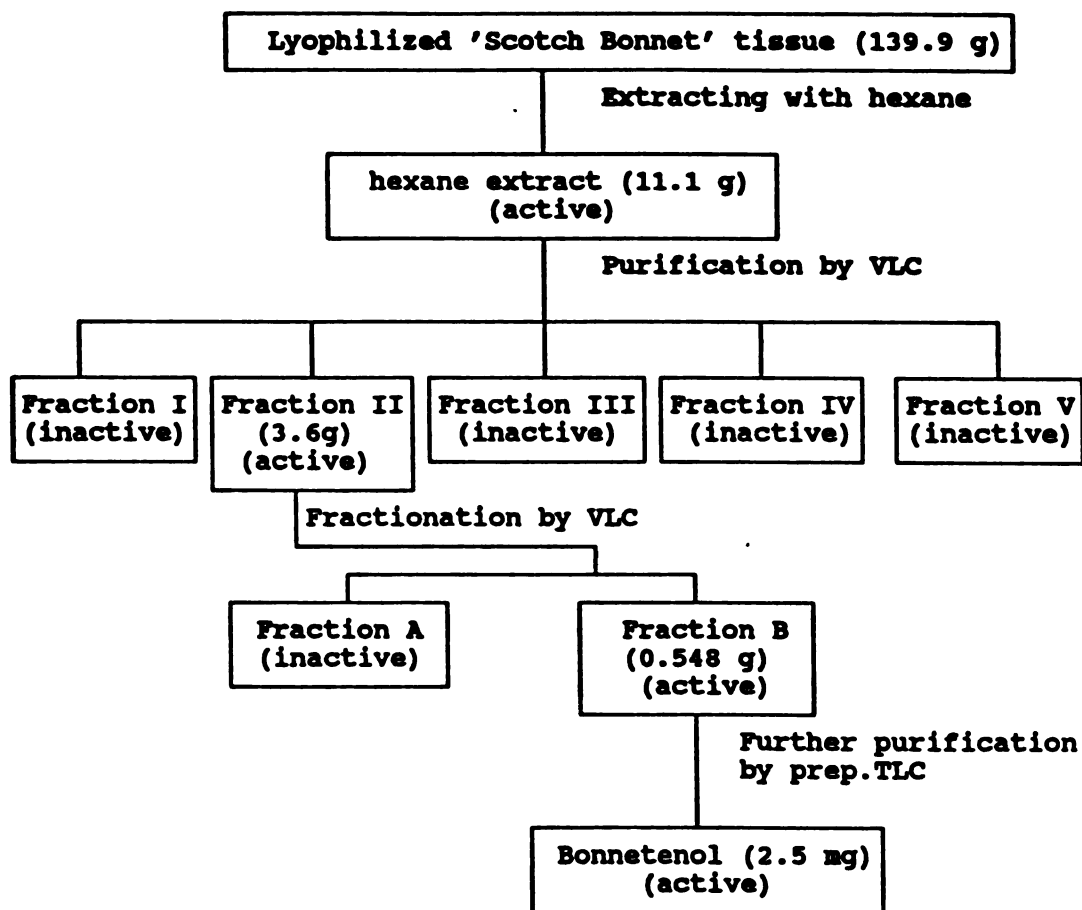 Lyophilized 'Scotch Bonnet' tissue (139.9 g)
Extracting with hexane
hexane extract (11.1 g)
(active)
Purification by VLC
Fraction I
(inactive)
Fraction II
(3.6g)
(active)
Fraction III
(inactive)
Fraction IV
(inactive)
Fraction V
(inactive)
Fractionation by VLC
Fraction A
(inactive)
Fraction B
(0.548 g)
(active)
Further purification
by prep.TLC
Bonnetenol (2.5 mg)
(active)